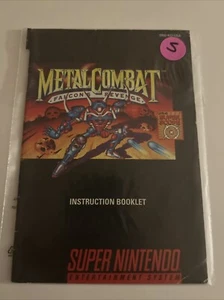 5
METAL COMBAT
FALCON'S REVENGE
INSTRUCTION BOOKLET
SUPER NINTENDO
ENTERTAINMENT SYSTEM